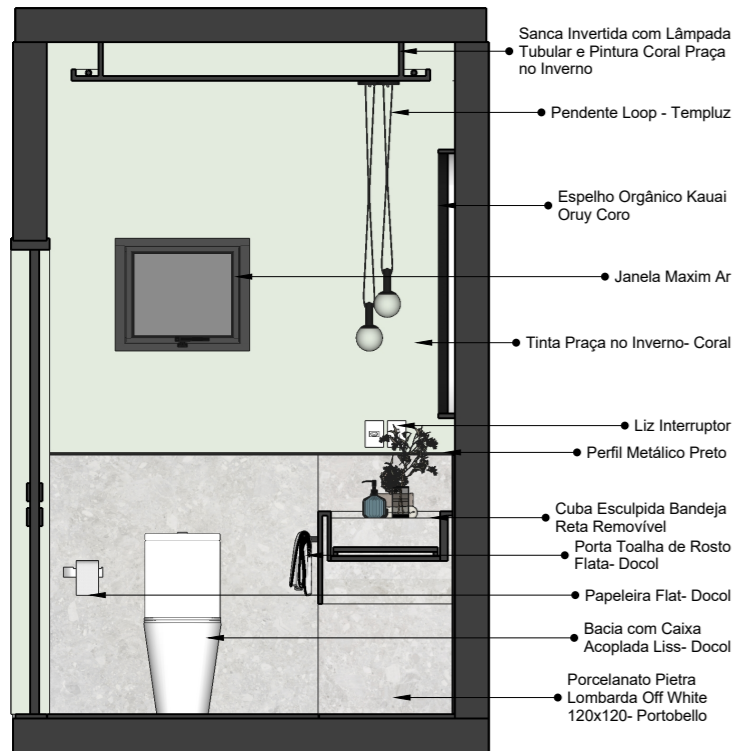 Sanca Invertida com Lâmpada
Tubular e Pintura Coral Praça
no Inverno
Pendente Loop - Templuz
Espelho Orgânico Kauai
Oruy Coro
Janela Maxim Ar
Tinta Praça no Inverno- Coral
Liz Interruptor
Perfil Metálico Preto
Cuba Esculpida Bandeja
Reta Removível
Porta Toalha de Rosto
Flata- Docol
Papeleira Flat- Docol
Bacia com Caixa
Acoplada Liss- Docol
Porcelanato Pietra
Lombarda Off White
120x120- Portobello